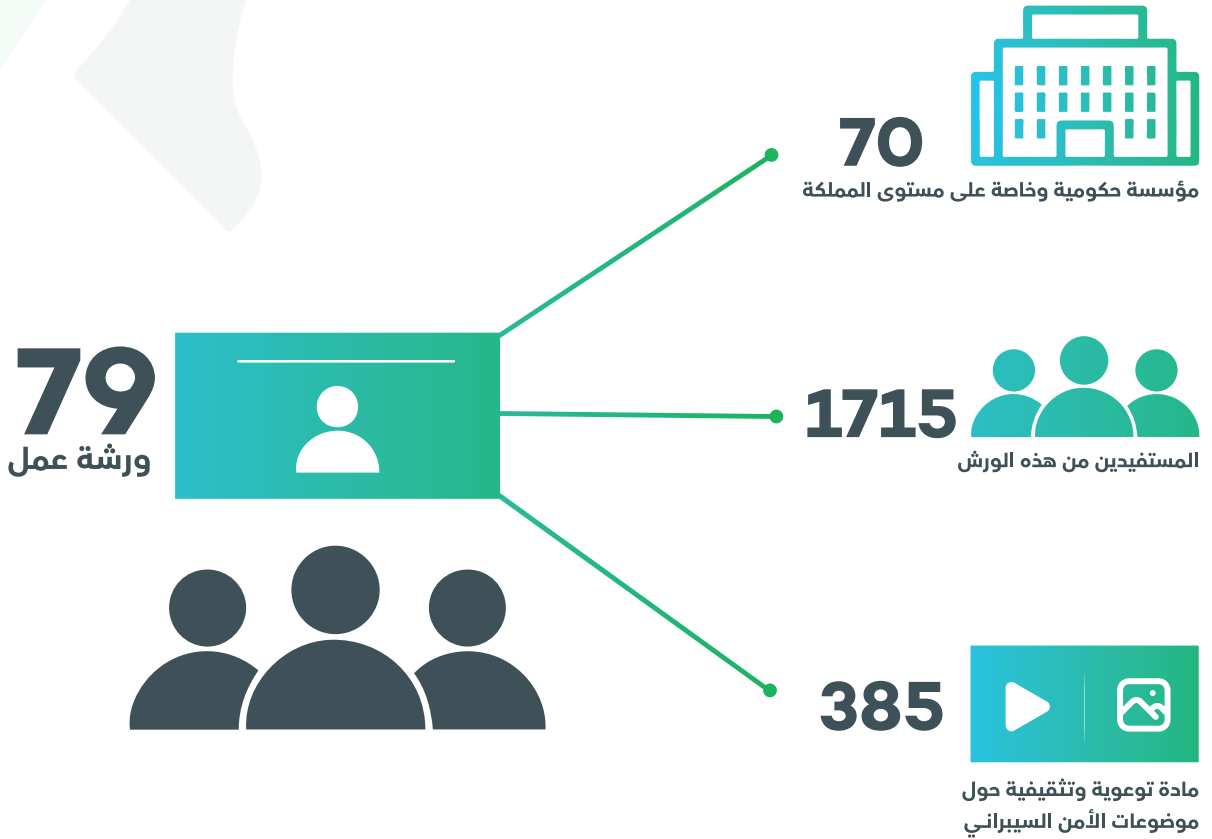 79
ورشة عمل
70
مؤسسة حكومية وخاصة على مستوى المملكة
1715
المستفيدين من هذه الورش
385
مادة توعوية وتثقيفية حول
موضوعات الأمن السيبراني